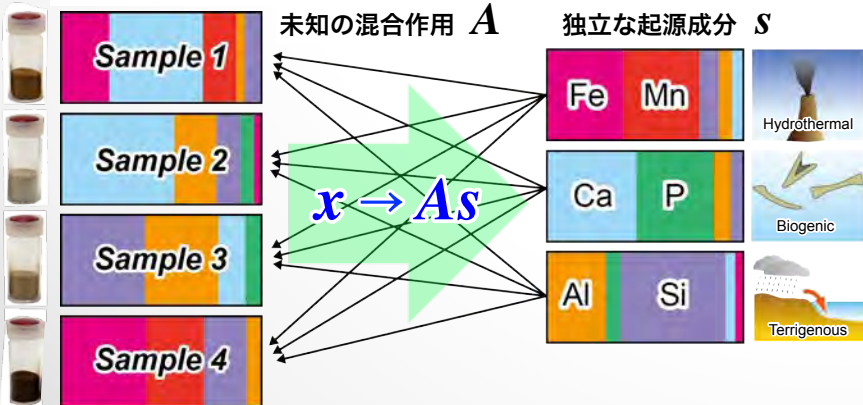 未知の混合作用 A
独立な起源成分 s
Sample 1
Sample 2
Sample 3
Sample 4
x → As
Fe Mn
Hydrothermal
Ca P
Biogenic
Al Si
Terrigenous